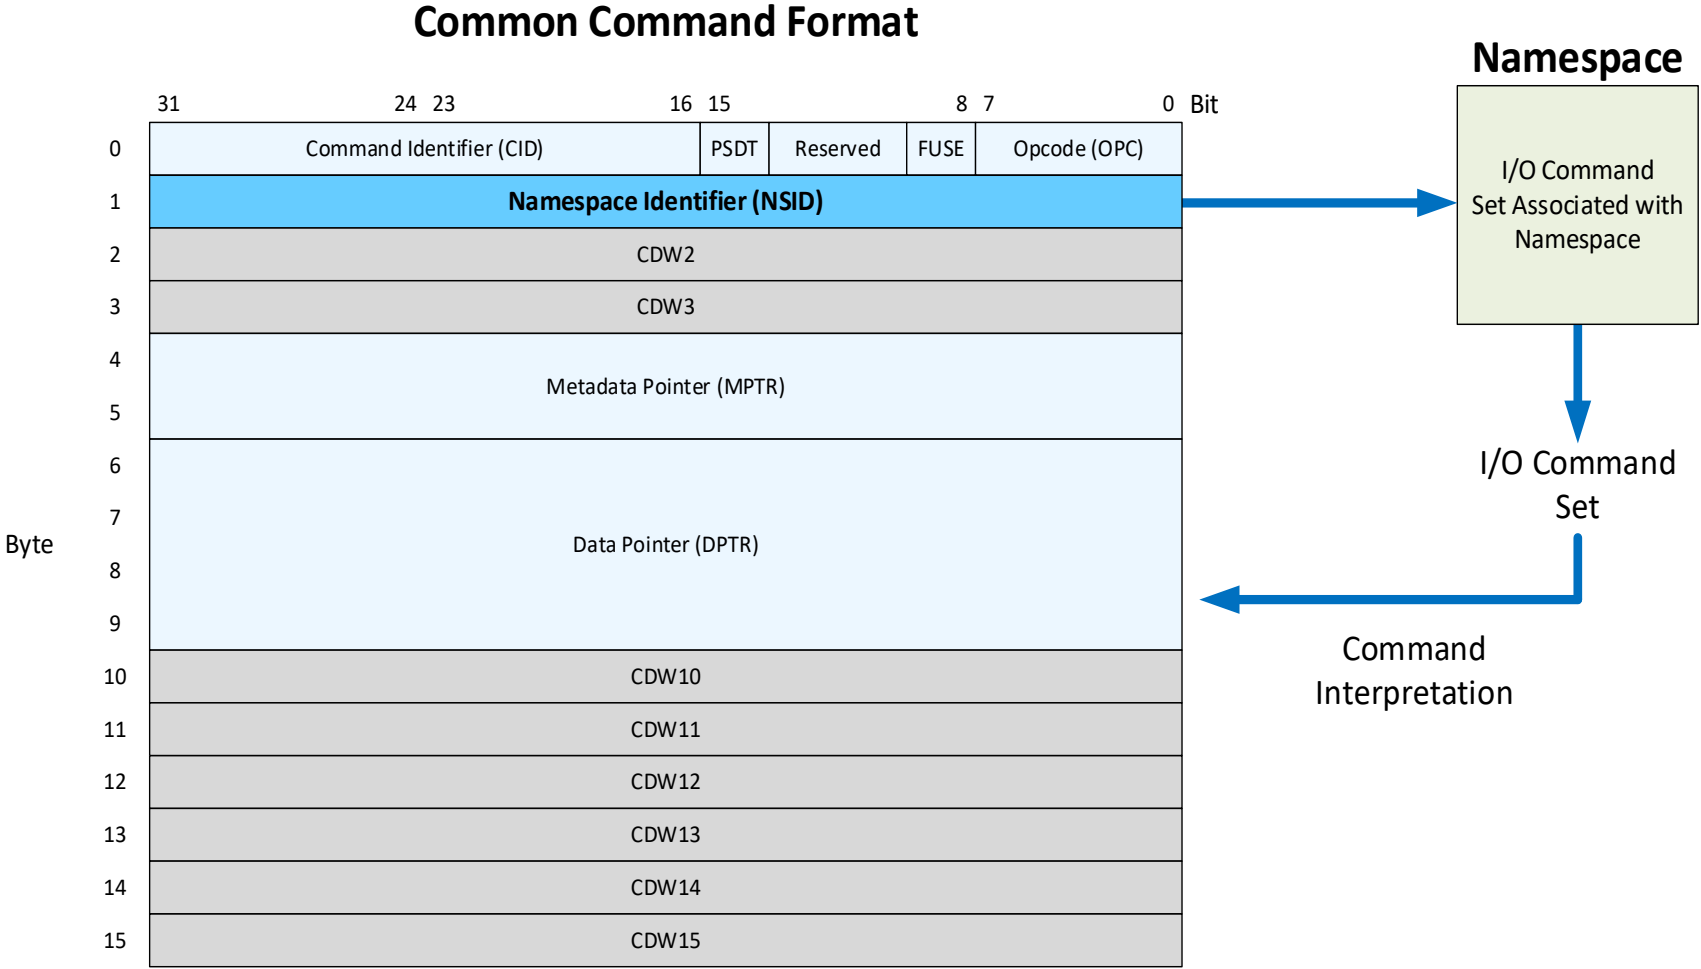 Common Command Format
Namespace
31 24 23 16 15 8 7 0 Bit
0 Command Identifier (CID) PSDT Reserved FUSE Opcode (OPC)
I/O Command
Set Associated with
Namespace
1 Namespace Identifier (NSID)
2 CDW2
3 CDW3
4
Metadata Pointer (MPTR)
5
6
I/O Command
Set
7
Byte
Data Pointer (DPTR)
8
9
Command
Interpretation
10 CDW10
11 CDW11
12 CDW12
13 CDW13
14 CDW14
15 CDW15